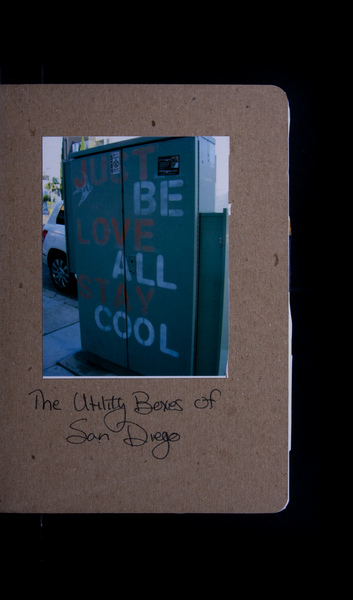 JUST
BE
LOVE
ALL
STAY
COOL
The Utility Boxes of
San Diego